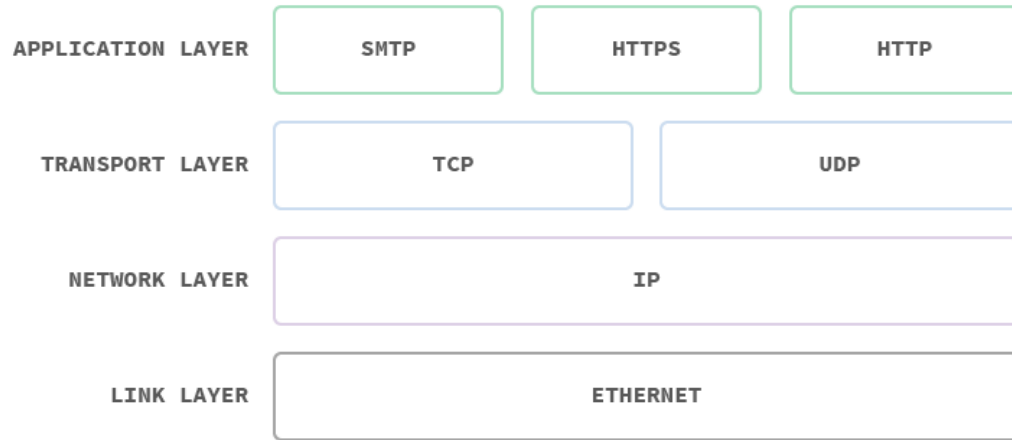 APPLICATION LAYER SMTP HTTPS HTTP
TRANSPORT LAYER TCP UDP
NETWORK LAYER IP
LINK LAYER ETHERNET